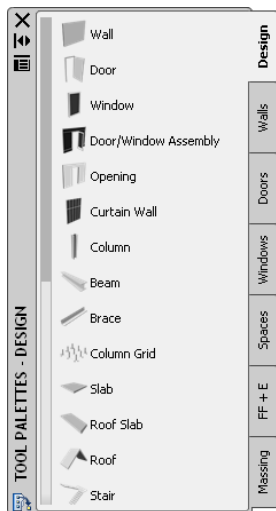 Wall
Door
Window
Door/Window Assembly
Opening
Curtain Wall
Column
Beam
Brace
Column Grid
Slab
Roof Slab
Roof
Stair
TOOL PALETTES - DESIGN
Design
Walls
Doors
Windows
Spaces
FF + E
Massing